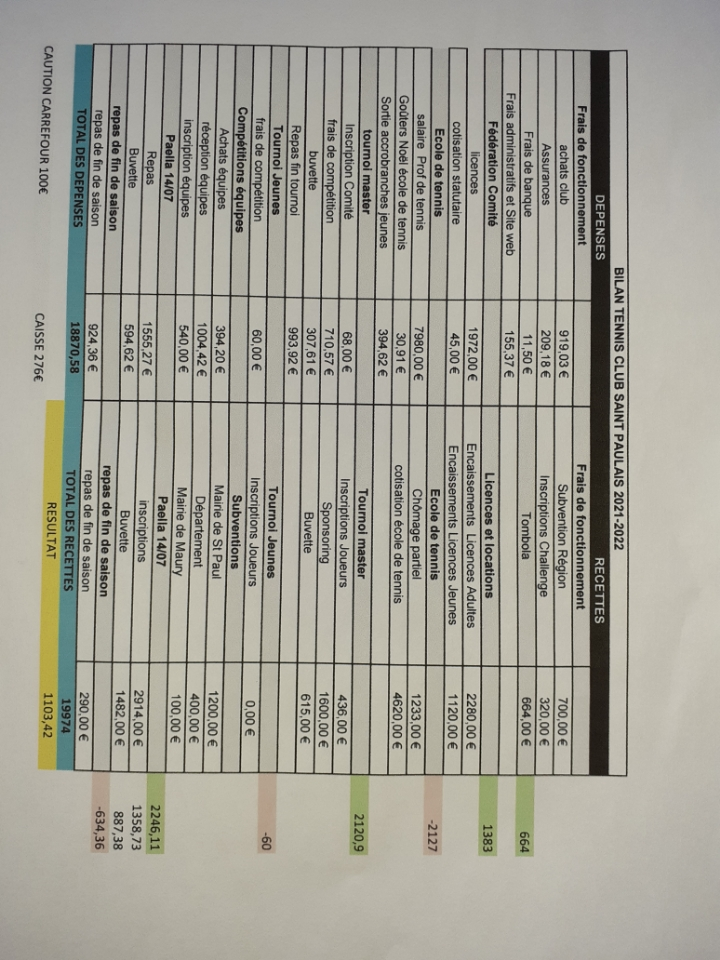 BILAN TENNIS CLUB SAINT PAULAIS 2021-2022
DEPENSES RECETTES
Frais de fonctionnement Frais de fonctionnement
achats club 919,03 € Subvention Région 700,00 €
Assurances 209,18 € Inscriptions Challenge 320,00 €
Frais de banque 11,50 € Tombola 664,00 € 664
Frais administratifs et Site web 155,37 €
Fédération Comité Licences et locations 1383
licences 1972,00 € Encaissements Licences Adultes 2280,00 €
cotisation statutaire 45,00 € Encaissements Licences Jeunes 1120,00 €
Ecole de tennis Ecole de tennis -2127
salaire Prof de tennis 7980,00 € Chômage partiel 1233,00 €
Goûters Noël école de tennis 30,91 € cotisation école de tennis 4620,00 €
Sortie accrobranches jeunes 394,62 €
tournoi master Tournoi master 2120,9
Inscription Comité 68,00 € Inscriptions Joueurs 436,00 €
frais de compétition 710,57 € Sponsoring 1600,00 €
buvette 307,61 € Buvette 615,00 €
Repas fin tournoi 993,92 €
Tournoi Jeunes Tournoi Jeunes -60
frais de compétition 60,00 € Inscriptions Joueurs 0,00 €
Compétitions équipes Subventions
Achats équipes 394,20 € Mairie de St Paul 1200,00 €
réception équipes 1004,42 € Département 400,00 €
inscription équipes 540,00 € Mairie de Maury 100,00 €
Paella 14/07 Paella 14/07 2246,11
Repas 1555,27 € inscriptions 2914,00 € 1358,73
Buvette 594,62 € Buvette 1482,00 € 887,38
repas de fin de saison repas de fin de saison -634,36
repas de fin de saison 924,36 € repas de fin de saison 290,00 €
TOTAL DES DEPENSES 18870,58 TOTAL DES RECETTES 19974
RESULTAT 1103,42
CAUTION CARREFOUR 100€ CAISSE 276€